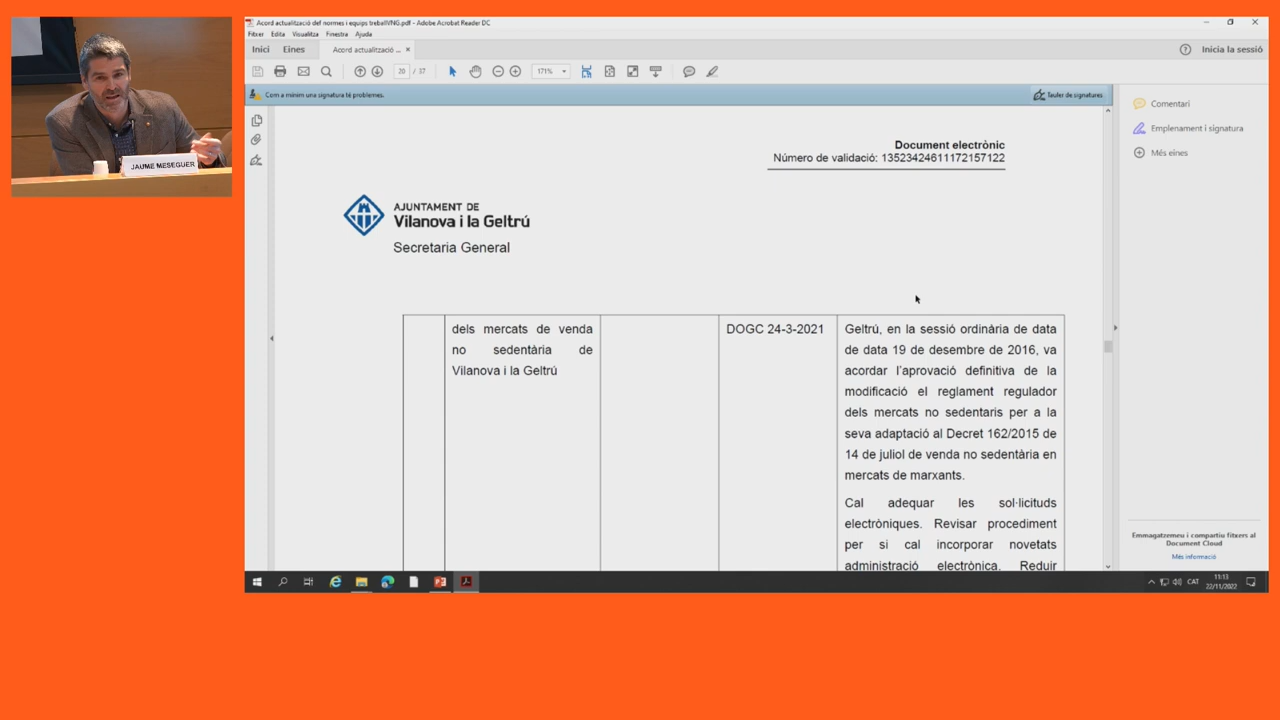 JAUME MESEGUER
Acord actualització def normes i equips treballVNG.pdf - Adobe Acrobat Reader DC
Fitxer Edita Visualitza Finestra Ajuda
Inici Eines Acord actualització ... × Inicia la sessió
20 / 37 171%
Com a mínim una signatura té problemes. Tauler de signatures
Comentari
Emplenament i signatura
Més eines
Document electrònic
Número de validació: 13523424611172157122
AJUNTAMENT DE
Vilanova i la Geltrú
Secretaria General
dels mercats de venda
no sedentària de
Vilanova i la Geltrú
DOGC 24-3-2021
Geltrú, en la sessió ordinària de data
de data 19 de desembre de 2016, va
acordar l'aprovació definitiva de la
modificació el reglament regulador
dels mercats no sedentaris per a la
seva adaptació al Decret 162/2015 de
14 de juliol de venda no sedentària en
mercats de marxants.
Cal adequar les sol·licituds
electròniques. Revisar procediment
per si cal incorporar novetats
administració electrònica. Reduir
Emmagatzemeu i compartiu fitxers al
Document Cloud
Més informació
CAT
11:13
22/11/2022